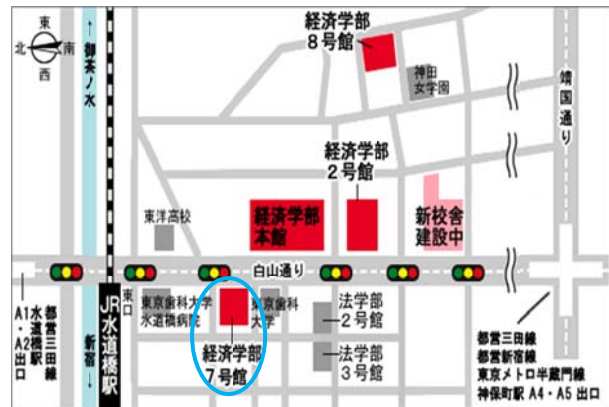 東
北
南
西
↑
御茶ノ水
経済学部
8号館
神田
女学園
靖国通り
経済学部
2号館
東洋高校
経済学部
本館
新校舎
建設中
白山通り
A1
・
A2
出口
水道橋駅
都営三田線
新宿
↓
JR水道橋駅
東口
東京歯科大学
水道橋病院
東京歯科
大学
経済学部
7号館
法学部
2号館
法学部
3号館
都営三田線
都営新宿線
東京メトロ半蔵門線
神保町駅 A4・A5 出口